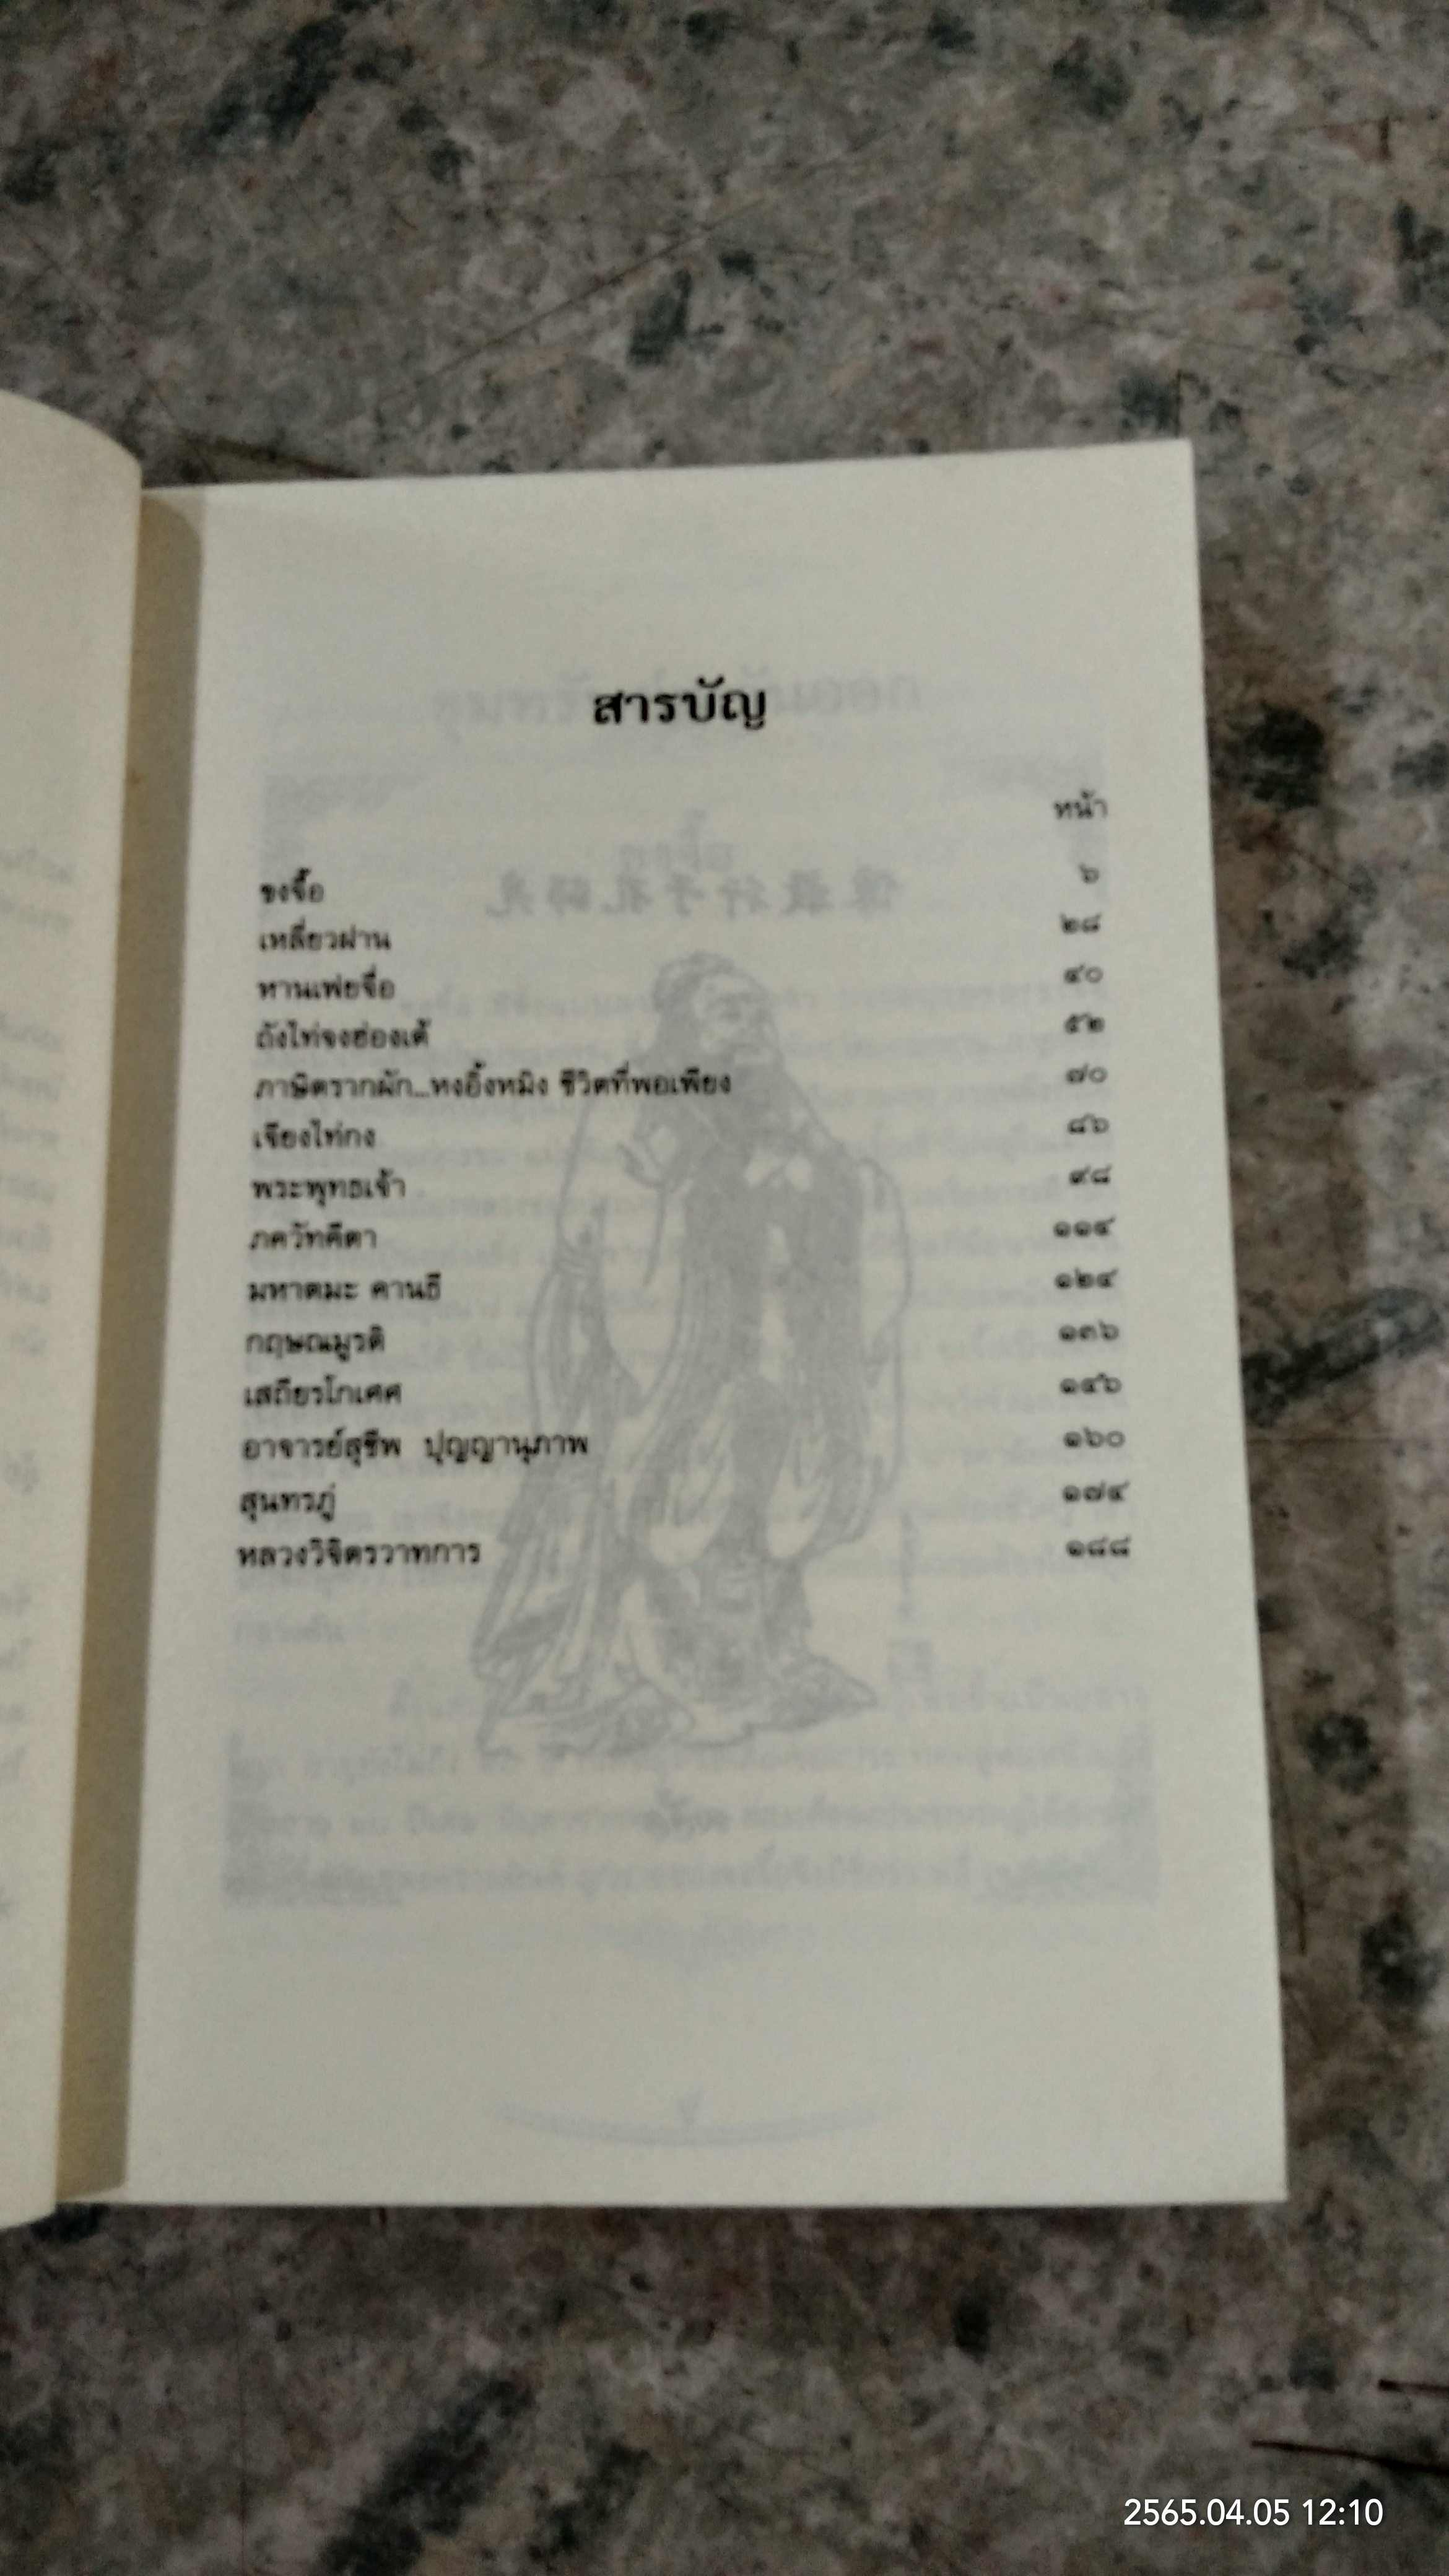 สารบัญ
หน้า
ขงจื๊อ ๖
เหลี่ยวฝาน ๒๘
หานเฟยจื่อ ๔๐
ถังไท่จงฮ่องเต้ ๕๒
ภาษิตรากผัก...หงอิ้งหมิง ชีวิตที่พอเพียง ๗๐
เจียงไท่กง ๘๖
พระพุทธเจ้า ๙๘
ภควัทคีตา ๑๑๔
มหาตมะ คานธี ๑๒๔
กฤษณมูรติ ๑๓๖
เสถียรโกเศศ ๑๔๖
อาจารย์สุชีพ ปุญญานุภาพ ๑๖๐
สุนทรภู่ ๑๗๔
หลวงวิจิตรวาทการ ๑๘๘
2565.04.05 12:10